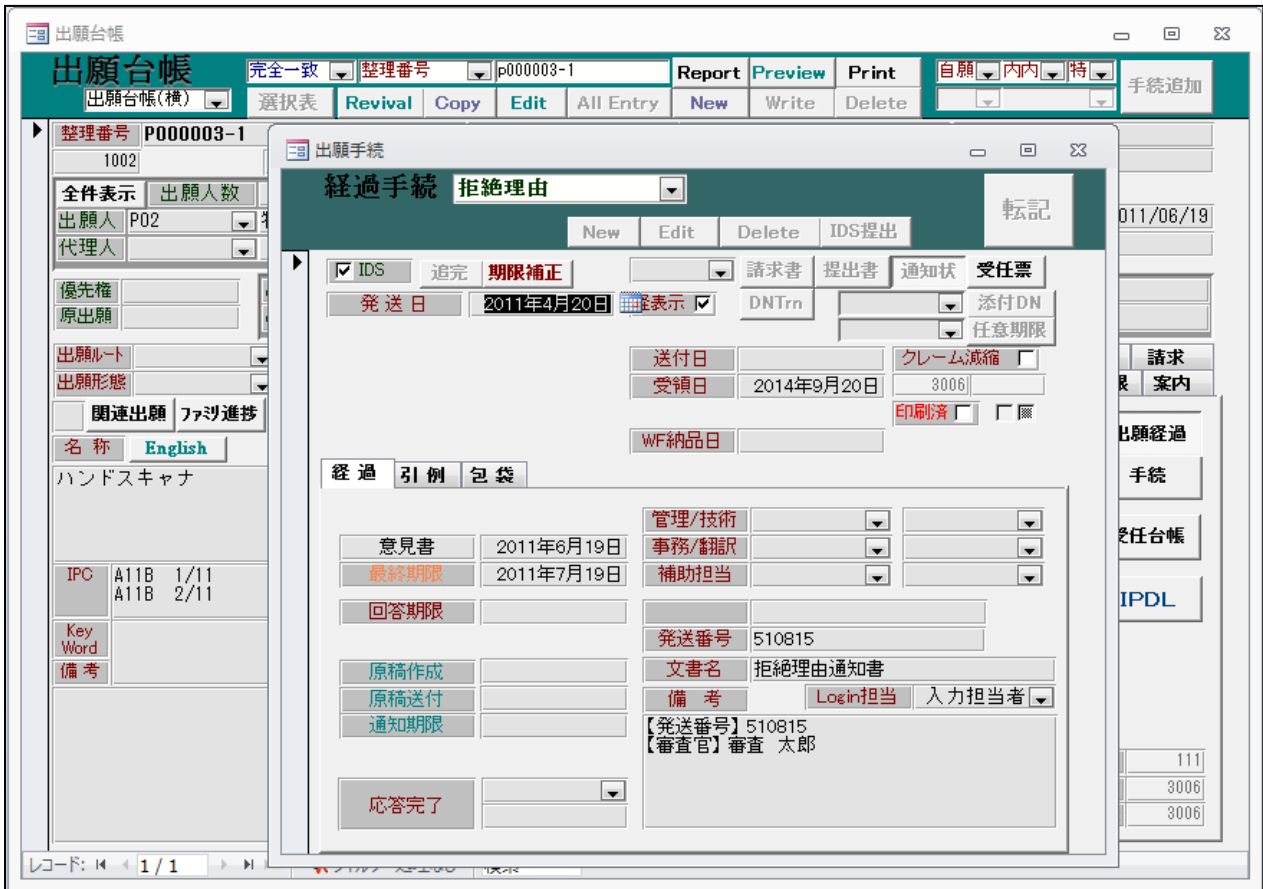 出願台帳
出願台帳 完全一致 整理番号 p000003-1 Report Preview Print 自願 内内 特 手続追加
出願台帳(横) 選択表 Revival Copy Edit All Entry New Write Delete
整理番号 P000003-1
1002
全件表示 出願人数
出願人 P02
011/06/19
代理人
優先権
原出願
出願ルート
請求
出願形態
案内
関連出願 ファミリ進捗
出願経過
名 称 English
ハンドスキャナ
手続
受任台帳
IPC A11B 1/11
A11B 2/11
IPDL
Key
Word
備考
111
3006
3006
レコード: 1 / 1
出願手続
経過手続 拒絶理由 転記
New Edit Delete IDS提出
IDS 追完 期限補正 請求書 提出書 通知状 受任票
発送日 2011年4月20日 経表示 DNTrn 添付DN
任意期限
送付日 クレーム減縮
受領日 2014年9月20日 3006
印刷済
WF納品日
経過 引例 包袋
管理/技術
意見書 2011年6月19日 事務/翻訳
最終期限 2011年7月19日 補助担当
回答期限
発送番号 510815
原稿作成 文書名 拒絶理由通知書
原稿送付 備 考 Login担当 入力担当者
通知期限
【発送番号】510815
【審査官】審査 太郎
応答完了